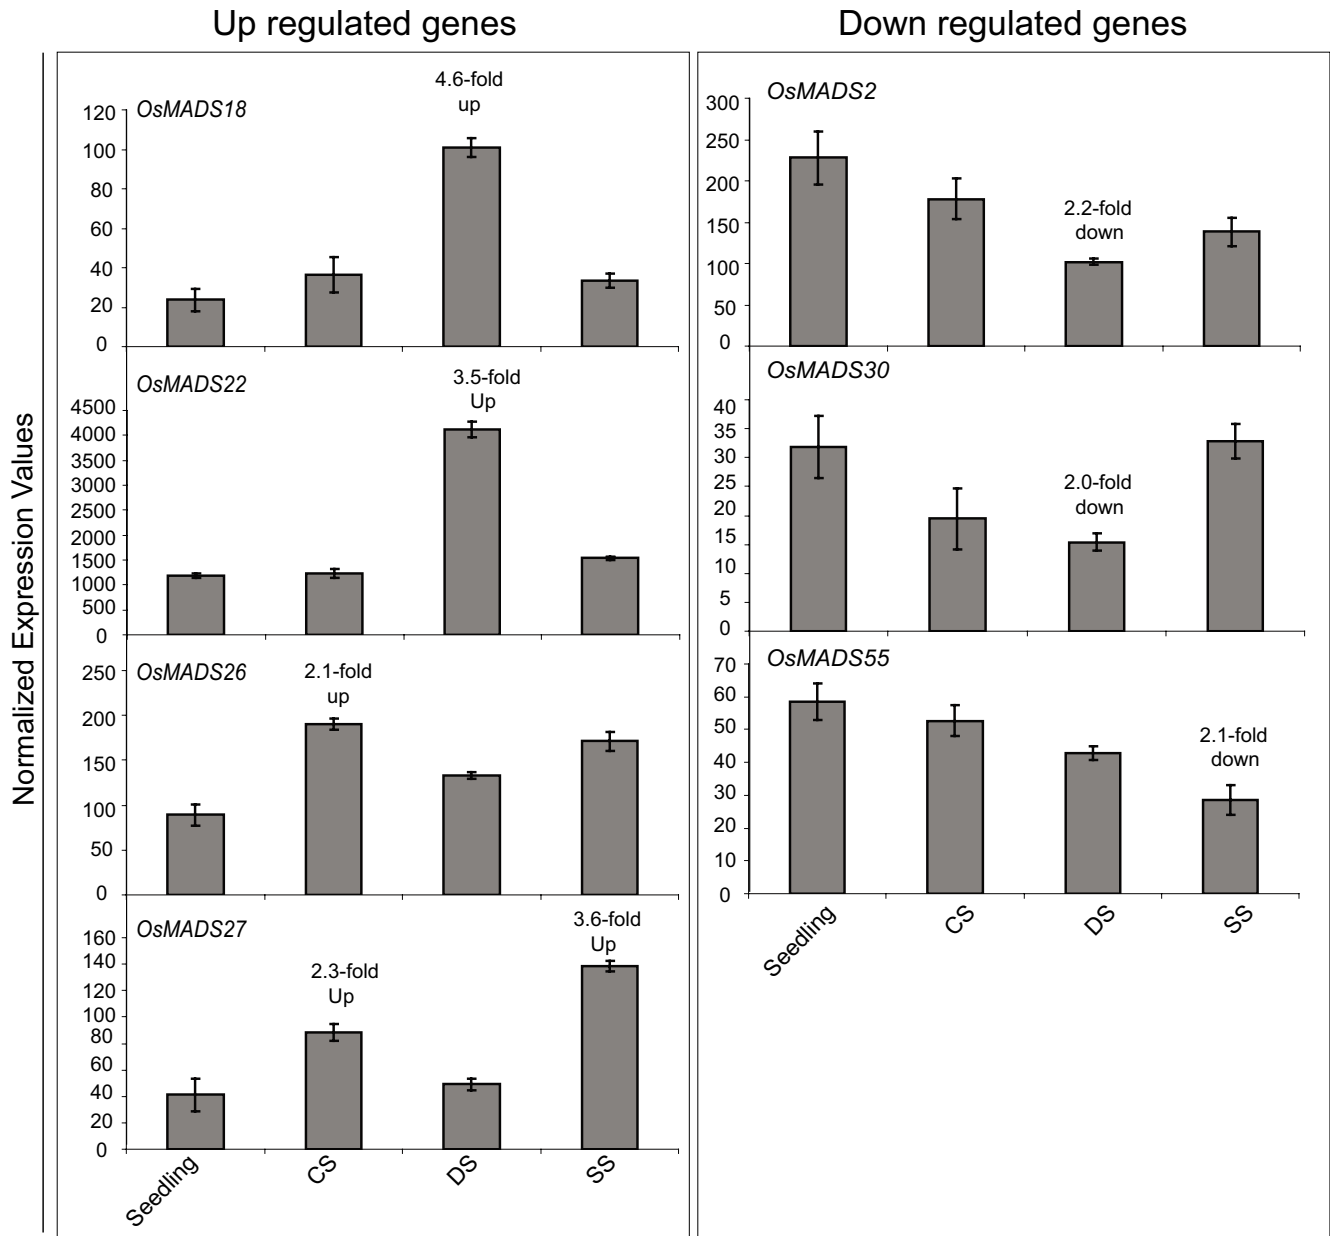 Up regulated genes
Down regulated genes
Normalized Expression Values
OsMADS18
4.6-fold
up
120
100
80
60
40
20
0
OsMADS22
3.5-fold
Up
4500
4000
3500
3000
2500
2000
1500
1000
500
0
OsMADS26
2.1-fold
up
250
200
150
100
50
0
OsMADS27
2.3-fold
Up
3.6-fold
Up
160
140
120
100
80
60
40
20
0
Seedling
CS
DS
SS
OsMADS2
2.2-fold
down
300
250
200
150
100
50
0
OsMADS30
2.0-fold
down
40
35
30
25
20
15
10
5
0
OsMADS55
2.1-fold
down
70
60
50
40
30
20
10
0
Seedling
CS
DS
SS